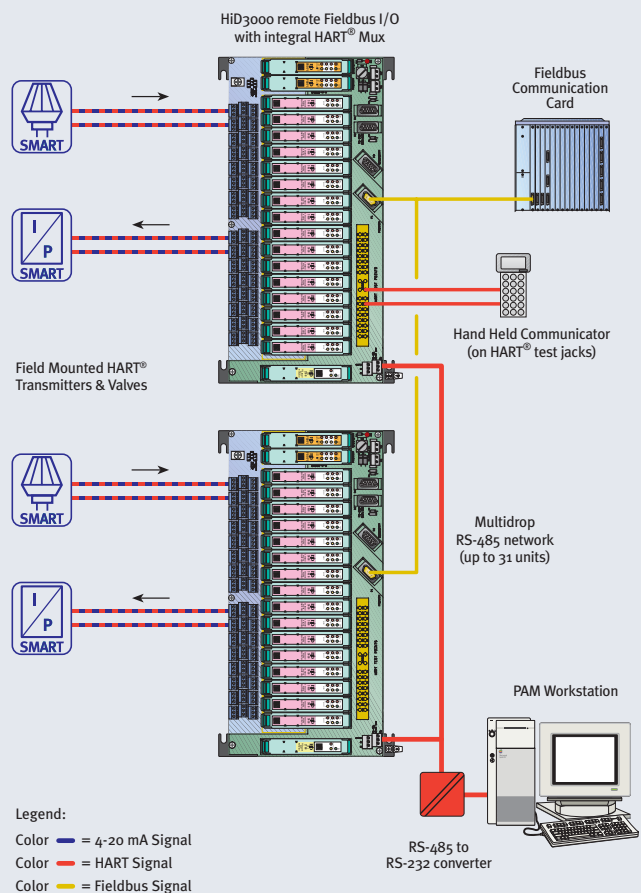 HiD3000 remote Fieldbus I/O
with integral HART® Mux
Fieldbus
Communication
Card
SMART
I
P
SMART
Hand Held Communicator
(on HART® test jacks)
Field Mounted HART®
Transmitters & Valves
SMART
I
P
SMART
Multidrop
RS-485 network
(up to 31 units)
PAM Workstation
RS-485 to
RS-232 converter
Legend:
Color = 4-20 mA Signal
Color = HART Signal
Color = Fieldbus Signal